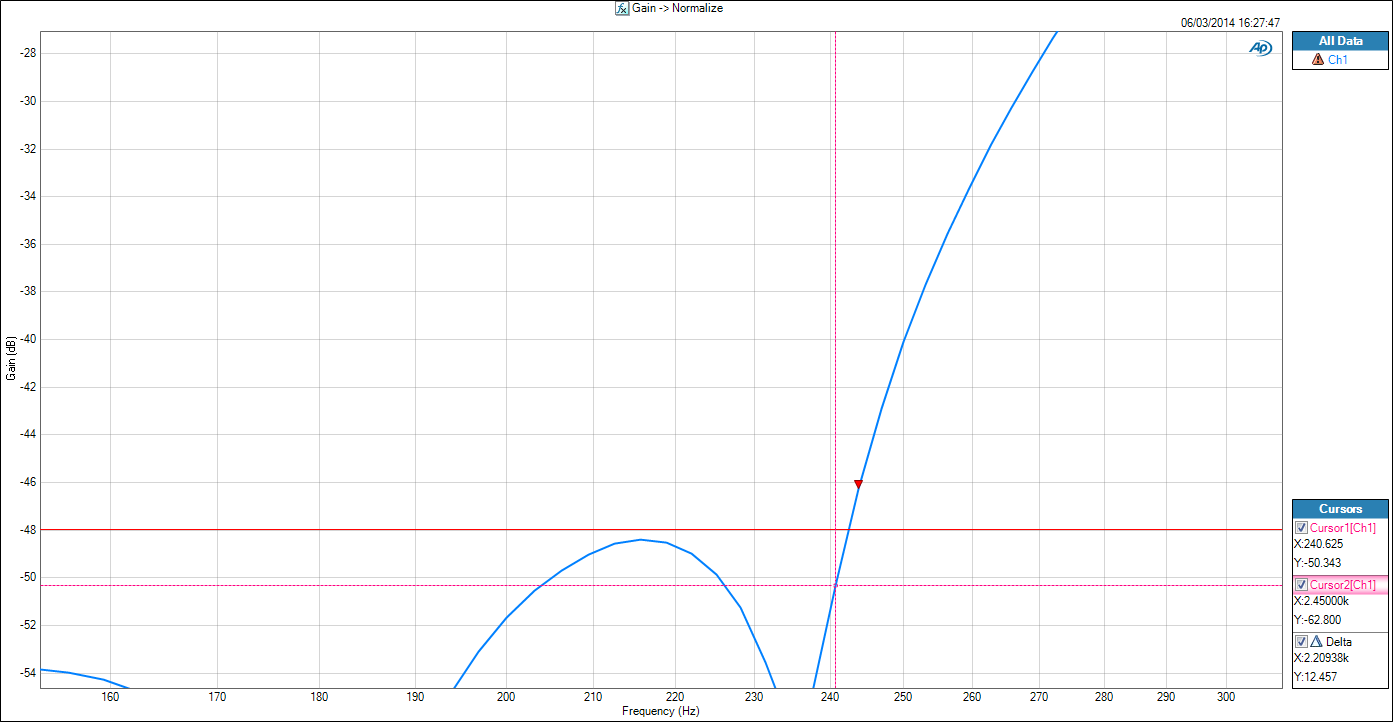 Gain -> Normalize
06/03/2014 16:27:47
AP
All Data
Ch1
-28
-30
-32
-34
-36
-38
-40
-42
-44
-46
-48
-50
-52
-54
Gain (dB)
160 170 180 190 200 210 220 230 240 250 260 270 280 290 300
Frequency (Hz)
Cursors
Cursor1[Ch1]
X:240.625
Y:-50.343
Cursor2[Ch1]
X:2.45000k
Y:-62.800
Delta
X:2.20938k
Y:12.457